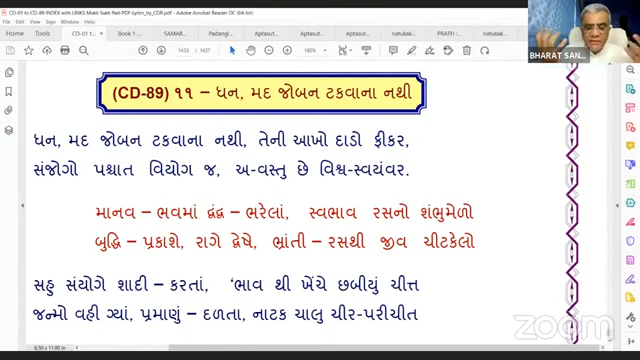 CD-01 to CD-89 INDEX with LINKS Mukti Sukh Pad-PDF-Lyrics_by_CDR.pdf - Adobe Acrobat Reader DC (64-bit)
File Edit View Sign Window Help
Home Tools CD-01 t... Book 1 SAMAR... Padangi... natukak... PRATH :... natukak... Sign In
1433 / 1437 180%
BHARAT SAN...
(CD-89) ૧૧ – ધન, મદ જોબન ટકવાના નથી
ધન, મદ જોબન ટકવાના નથી, તેની આખો દાડો ફીકર,
સંજોગો પશ્ચાત વિયોગ જ, અ-વસ્તુ છે વિશ્વ-સ્વયંવર.
માનવ – ભવમાં દ્વંદ્વ – ભરેલાં, સ્વભાવ રસનો શંભુમેળો
બુદ્ધિ – પ્રકાશે, રાગે દ્વેષે, ભ્રાંતી – રસથી જીવ ચીટકેલો
સહુ સંયોગે શાદી – કરતાં, 'ભાવ થી ખેંચે છબીયું ચીત્ત
જન્મો વહી ગ્યાં, પ્રમાણું – દળતા, નાટક ચાલુ ચીર-પરીચીત
8.50 x 11.00 in
zoom